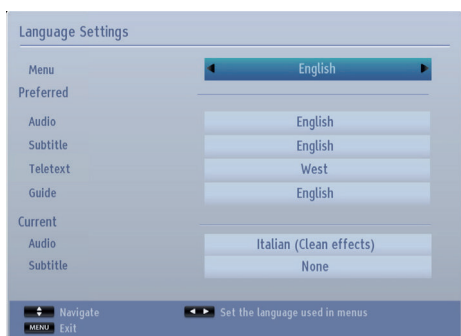 Language Settings
Menu English
Preferred
Audio English
Subtitle English
Teletext West
Guide English
Current
Audio Italian (Clean effects)
Subtitle None
Navigate Set the language used in menus
MENU Exit